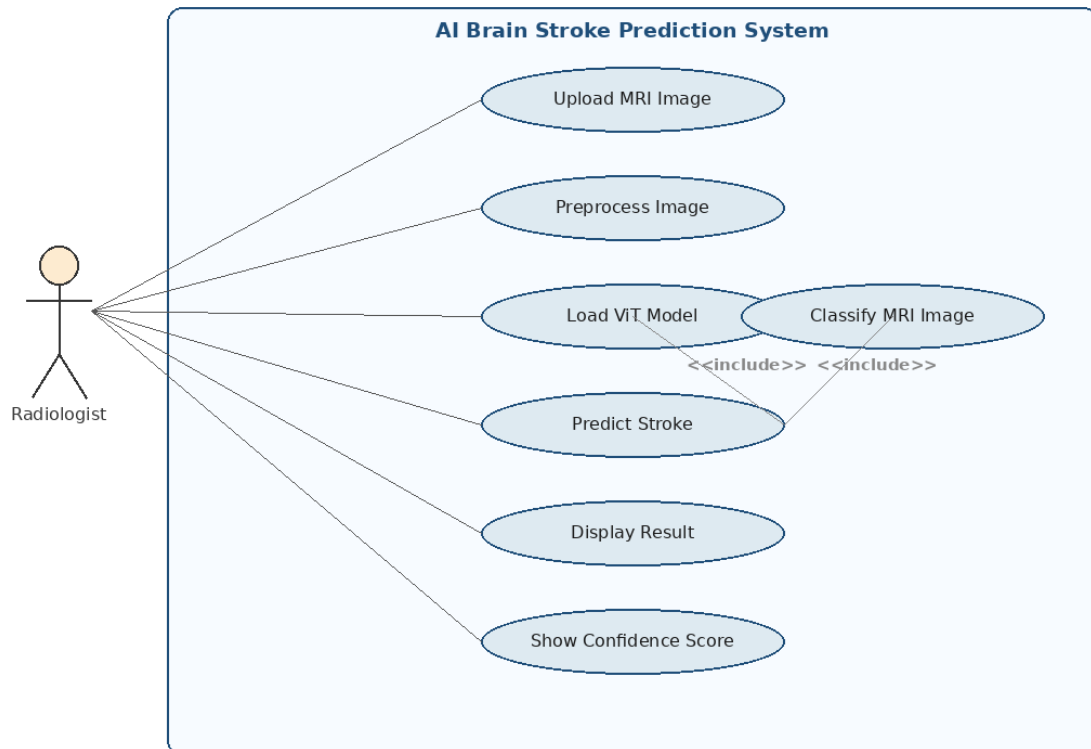 AI Brain Stroke Prediction System
Upload MRI Image
Preprocess Image
Load ViT Model
Classify MRI Image
<<include>>
<<include>>
Radiologist
Predict Stroke
Display Result
Show Confidence Score